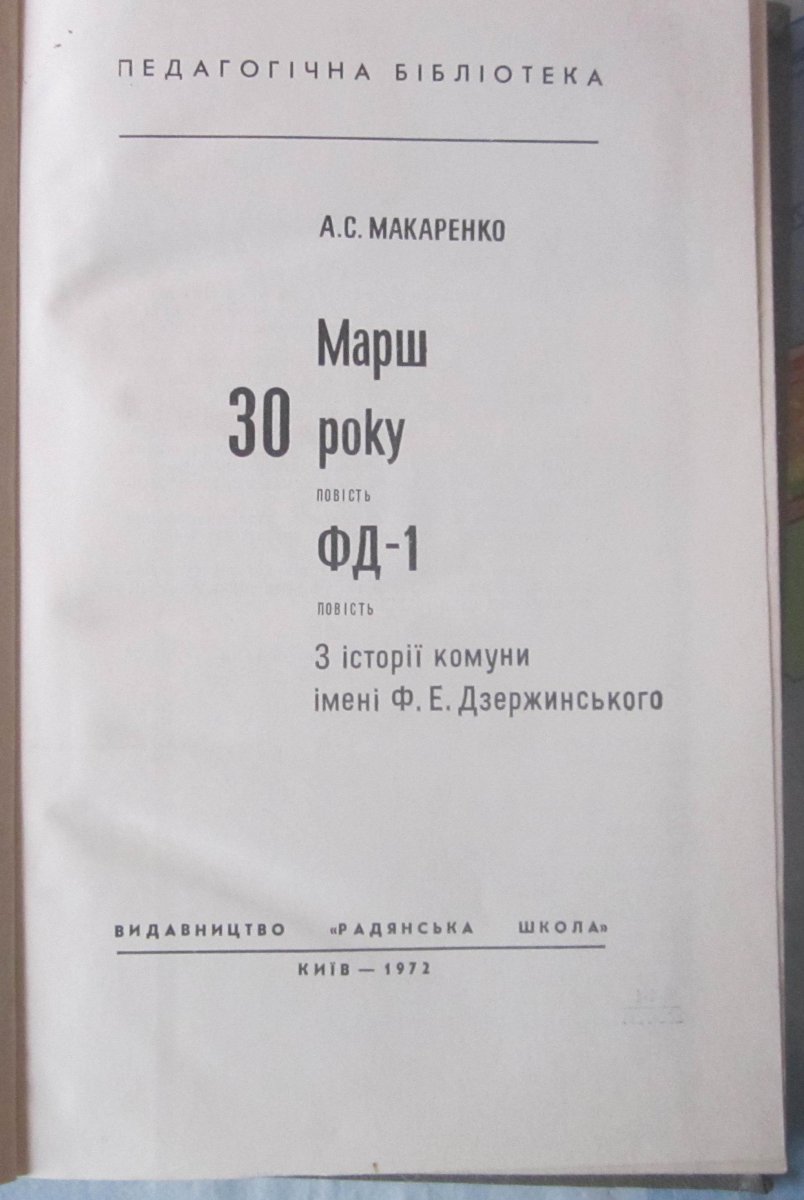 ПЕДАГОГІЧНА БІБЛІОТЕКА
А.С. МАКАРЕНКО
Марш
30 року
повість
ФД-1
повість
З історії комуни
імені Ф. Е. Дзержинського
ВИДАВНИЦТВО «РАДЯНСЬКА ШКОЛА»
КИЇВ — 1972